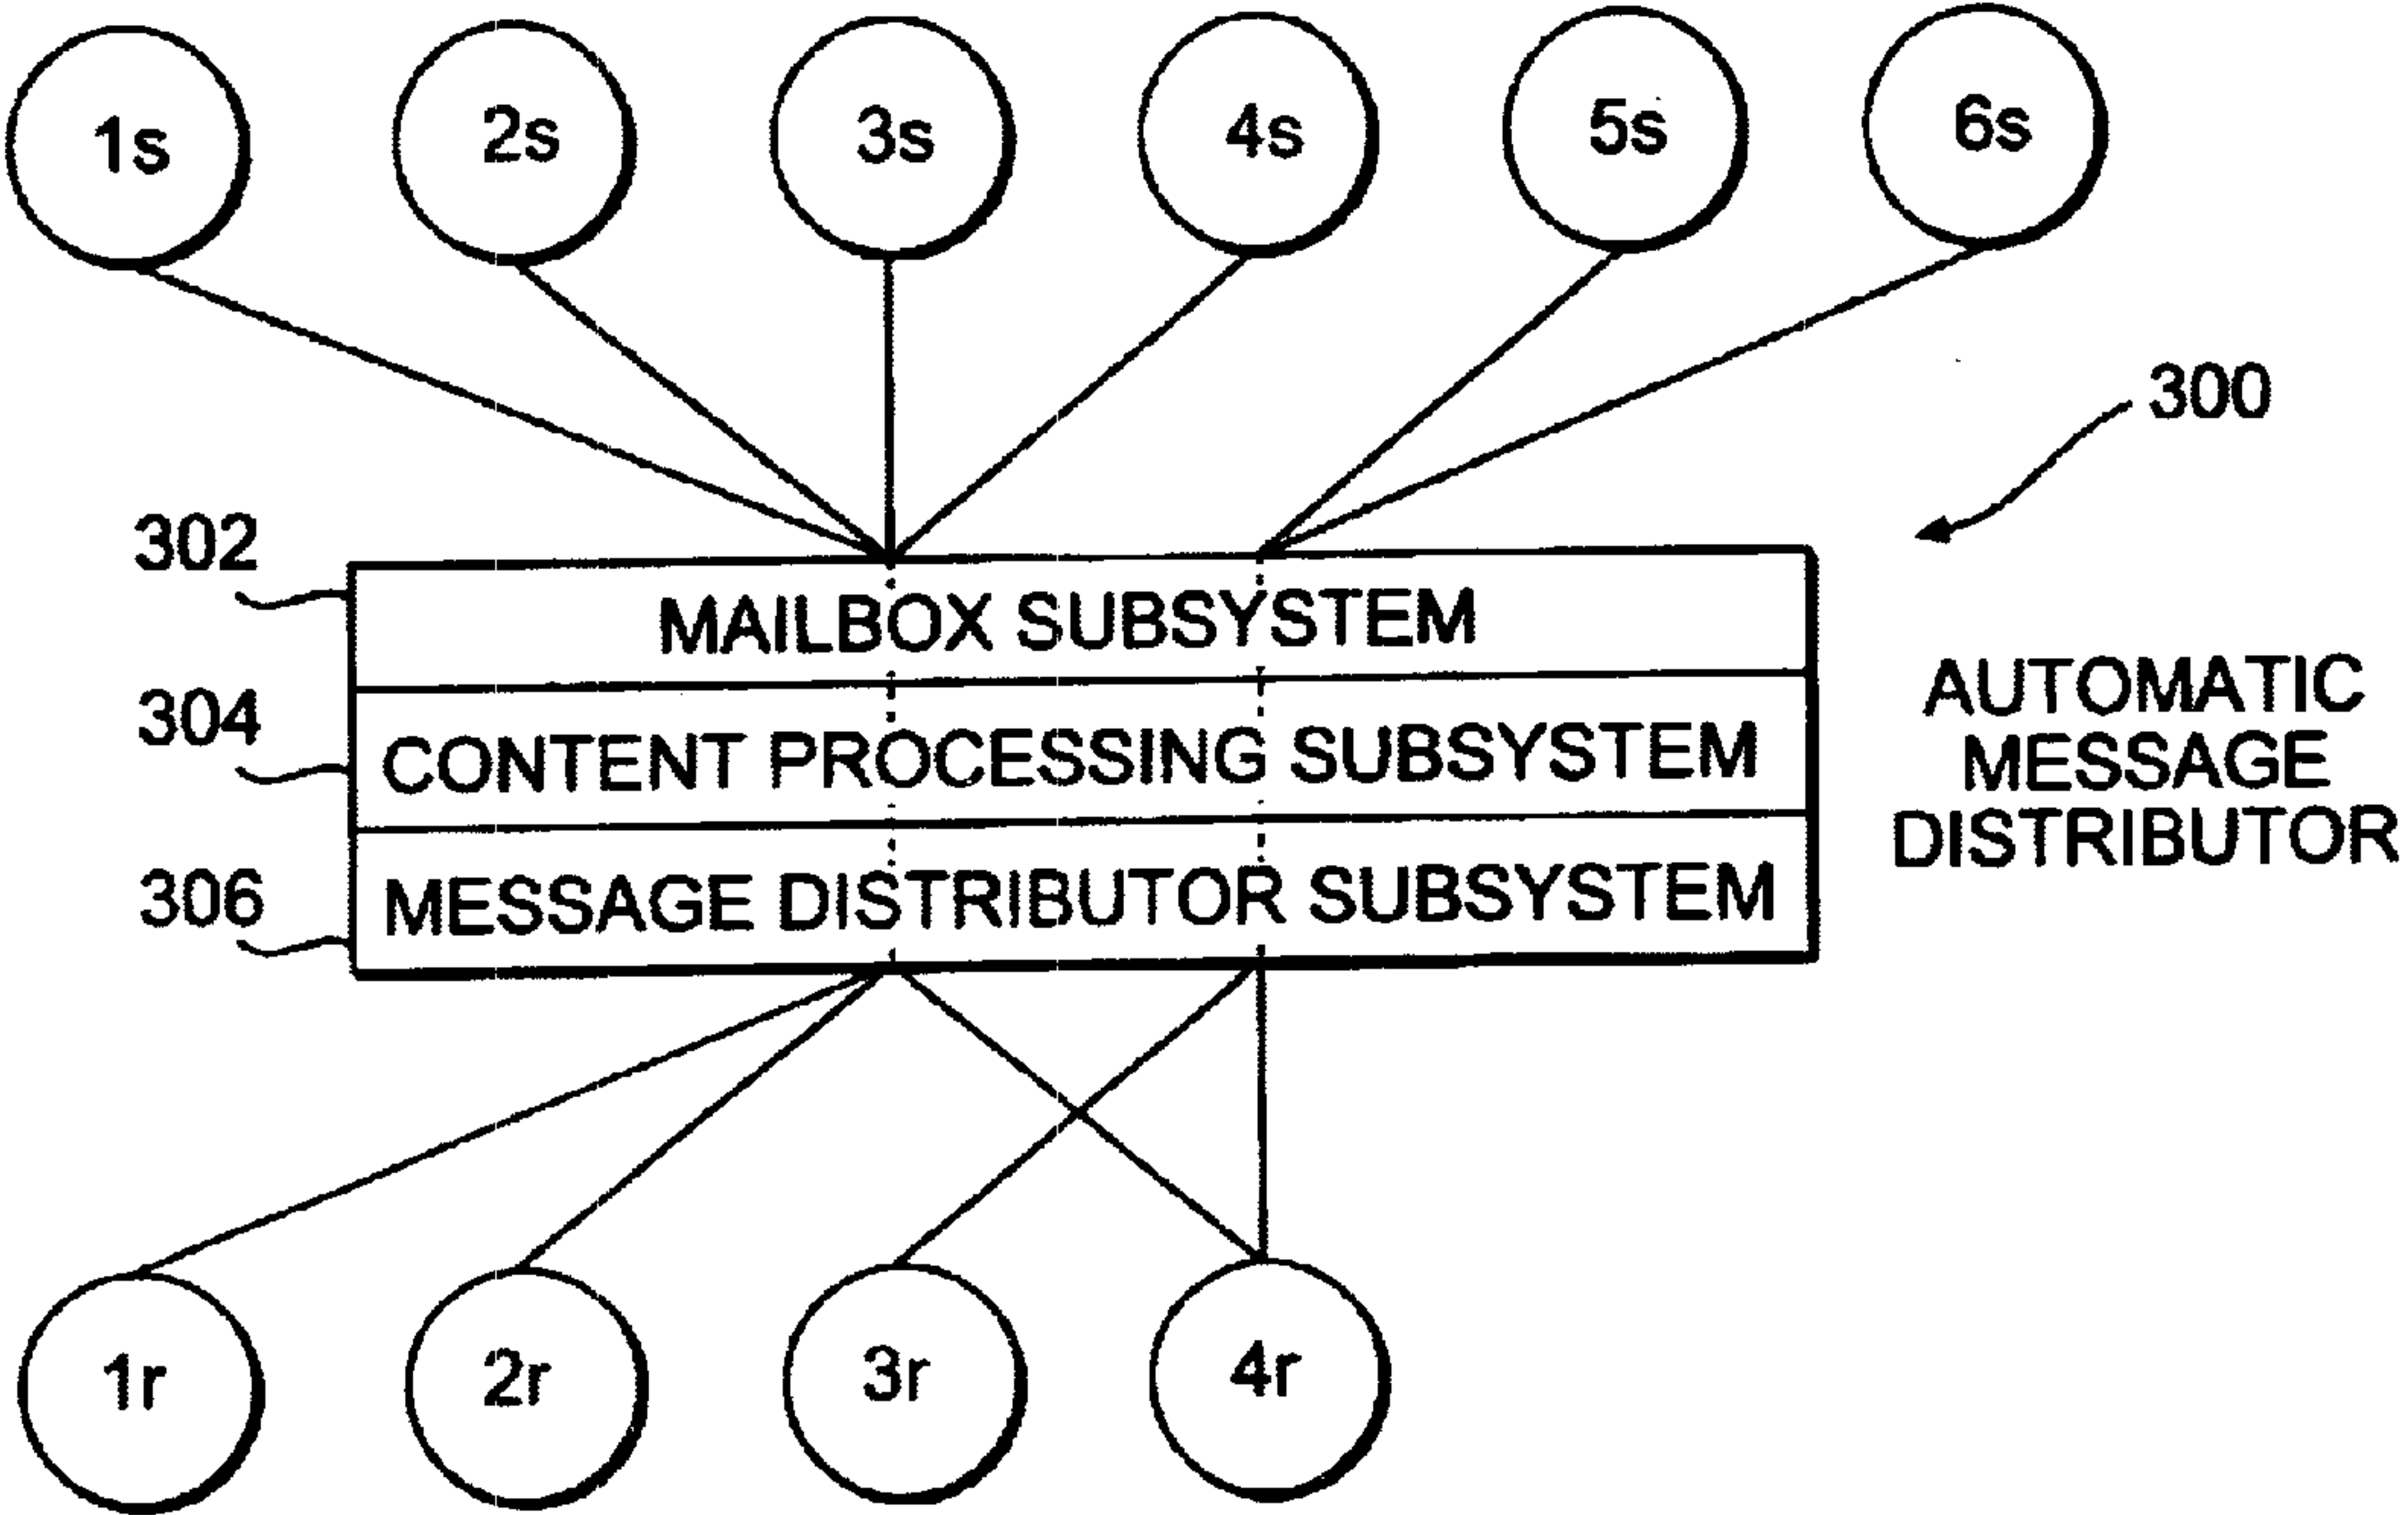 1s
2s
3s
4s
5s
6s
300
302
MAILBOX SUBSYSTEM
304
CONTENT PROCESSING SUBSYSTEM
306
MESSAGE DISTRIBUTOR SUBSYSTEM
AUTOMATIC
MESSAGE
DISTRIBUTOR
1r
2r
3r
4r